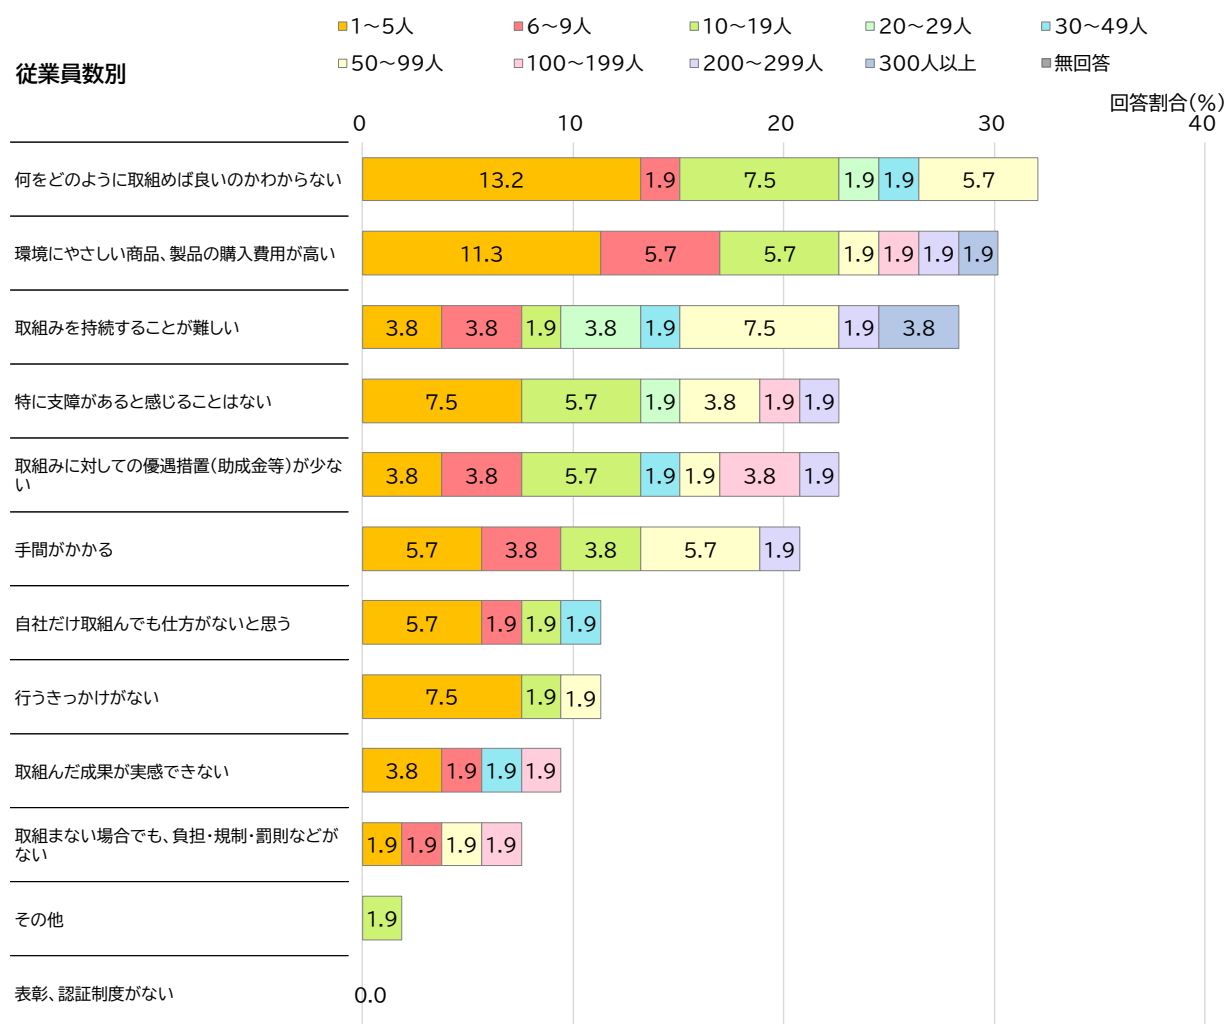 1～5人 6～9人 10～19人 20～29人 30～49人
50～99人 100～199人 200～299人 300人以上 無回答
従業員数別
回答割合(%)
0 10 20 30 40
何をどのように取組めば良いのかわからない 13.2 1.9 7.5 1.9 1.9 5.7
環境にやさしい商品、製品の購入費用が高い 11.3 5.7 5.7 1.9 1.9 1.9 1.9
取組みを持続することが難しい 3.8 3.8 1.9 3.8 1.9 7.5 1.9 3.8
特に支障があると感じることはない 7.5 5.7 1.9 3.8 1.9 1.9
取組みに対しての優遇措置(助成金等)が少な
い 3.8 3.8 5.7 1.9 1.9 3.8 1.9
手間がかかる 5.7 3.8 3.8 5.7 1.9
自社だけ取組んでも仕方がないと思う 5.7 1.9 1.9 1.9
行うきっかけがない 7.5 1.9 1.9
取組んだ成果が実感できない 3.8 1.9 1.9 1.9
取組まない場合でも、負担・規制・罰則などが
ない 1.9 1.9 1.9 1.9
その他 1.9
表彰、認証制度がない 0.0